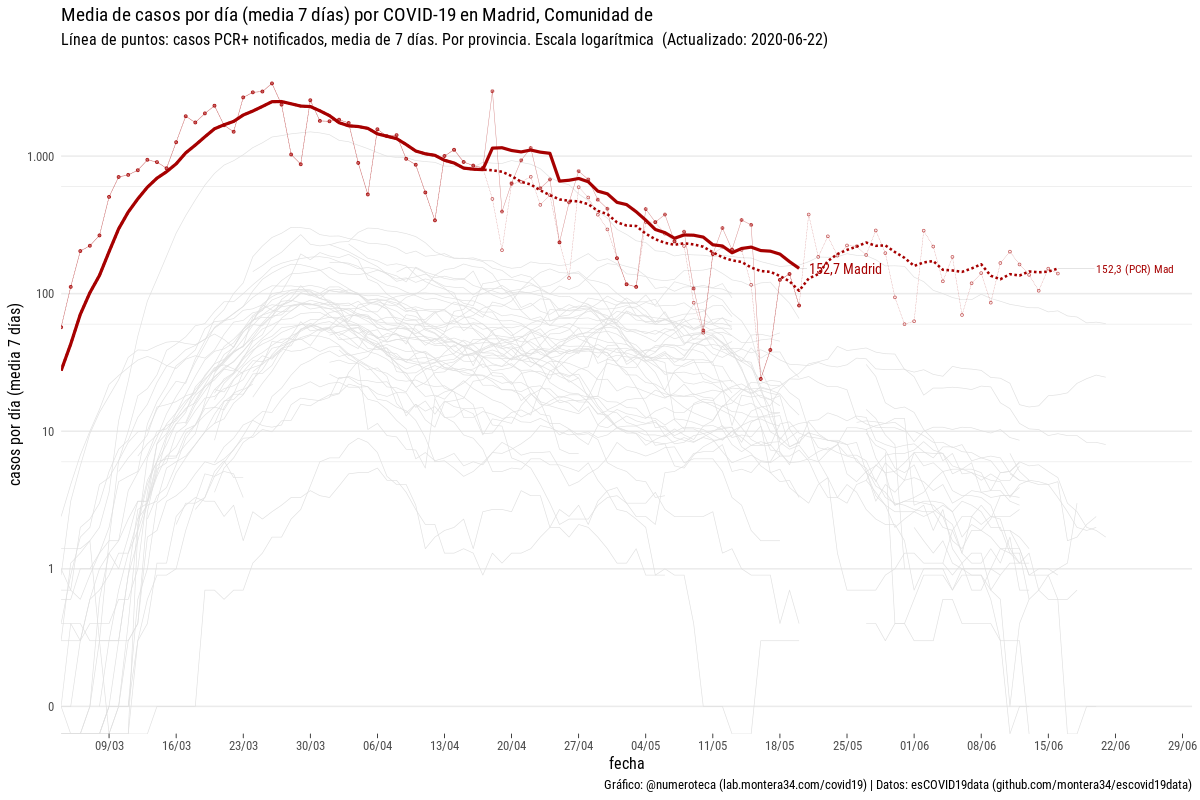 Media de casos por día (media 7 días) por COVID-19 en Madrid, Comunidad de
Línea de puntos: casos PCR+ notificados, media de 7 días. Por provincia. Escala logarítmica (Actualizado: 2020-06-22)
casos por día (media 7 días)
1.000
100
10
1
0
152,7 Madrid
152,3 (PCR) Mad
09/03 16/03 23/03 30/03 06/04 13/04 20/04 27/04 04/05 11/05 18/05 25/05 01/06 08/06 15/06 22/06 29/06
fecha
Gráfico: @numeroteca (lab.montera34.com/covid19) | Datos: esCOVID19data (github.com/montera34/escovid19data)